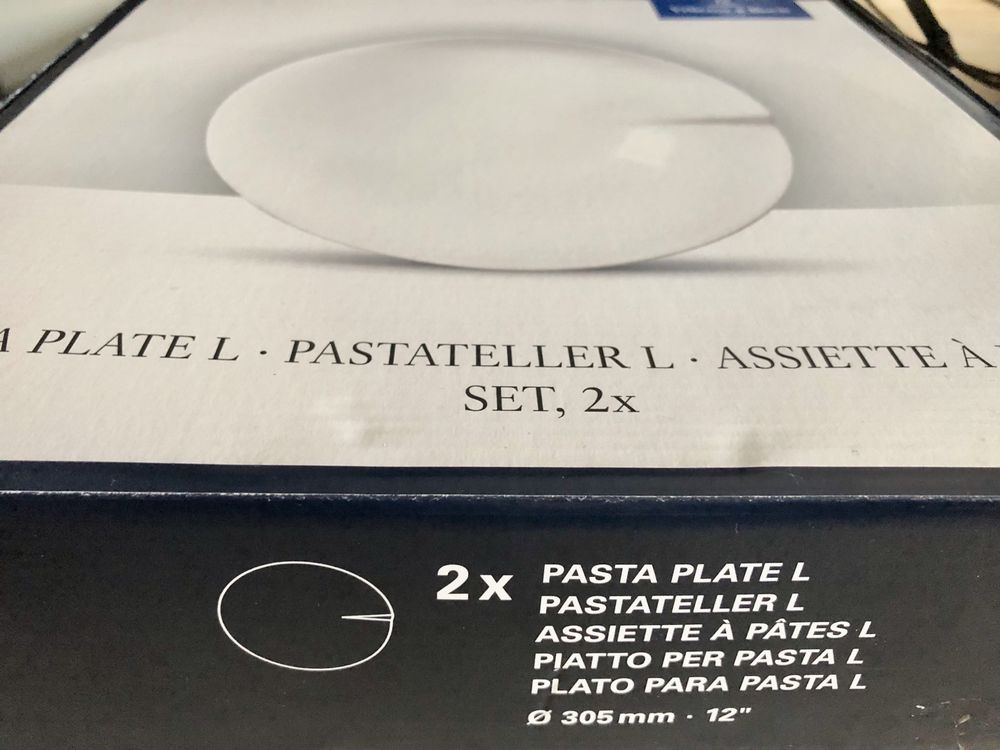 A PLATE L · PASTATELLER L · ASSIETTE À
SET, 2x
2x
PASTA PLATE L
PASTATELLER L
ASSIETTE À PÂTES L
PIATTO PER PASTA L
PLATO PARA PASTA L
Ø 305 mm · 12"